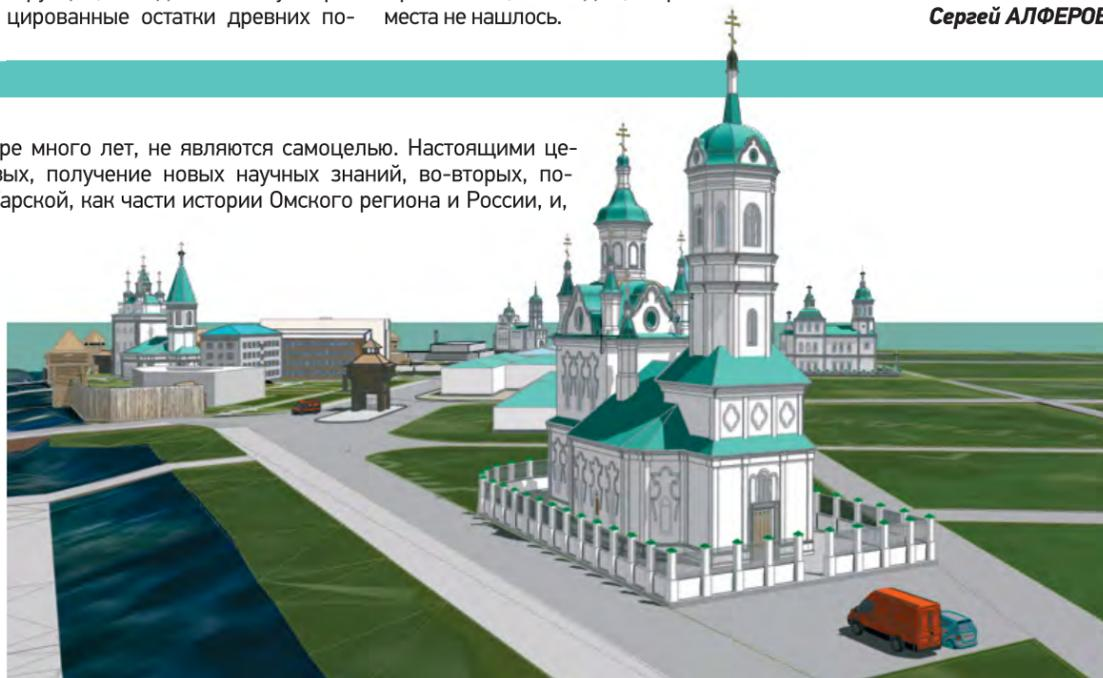 цированные остатки древних по-
места не нашлось.
Сергей АЛФЕРОВ
ре много лет, не являются самоцелью. Настоящими це-
вых, получение новых научных знаний, во-вторых, по-
арской, как части истории Омского региона и России, и,